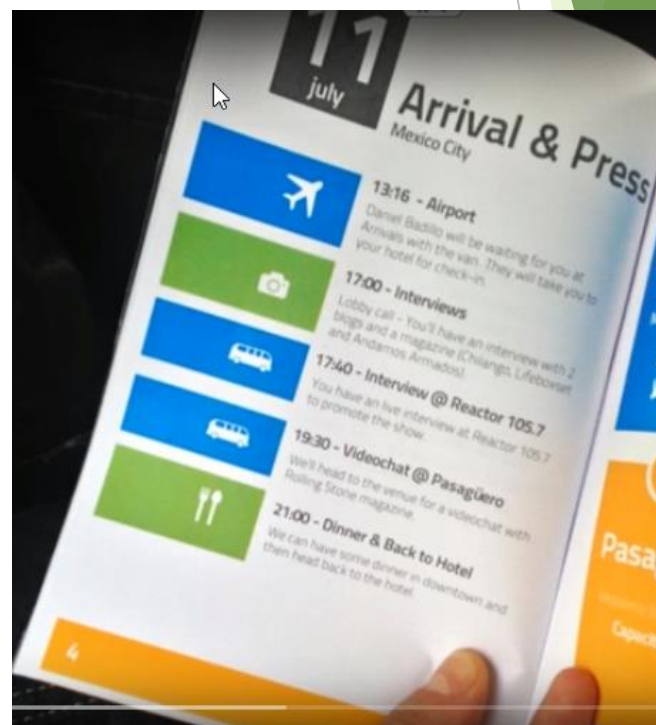 11
july
Arrival & Press
Mexico City
13:16 - Airport
Daniel Badillo will be waiting for you at
Arrivals with the van. They will take you to
your hotel for check-in.
17:00 - Interviews
Lobby call - You'll have an interview with 2
blogs and a magazine (Chilango, Lifeboxset
and Andamos Armados).
17:40 - Interview @ Reactor 105.7
You have an live interview at Reactor 105.7
to promote the show.
19:30 - Videochat @ Pasagüero
We'll head to the venue for a videochat with
Rolling Stone magazine.
21:00 - Dinner & Back to Hotel
We can have some dinner in downtown and
then head back to the hotel.
4
Pasa
Capacit